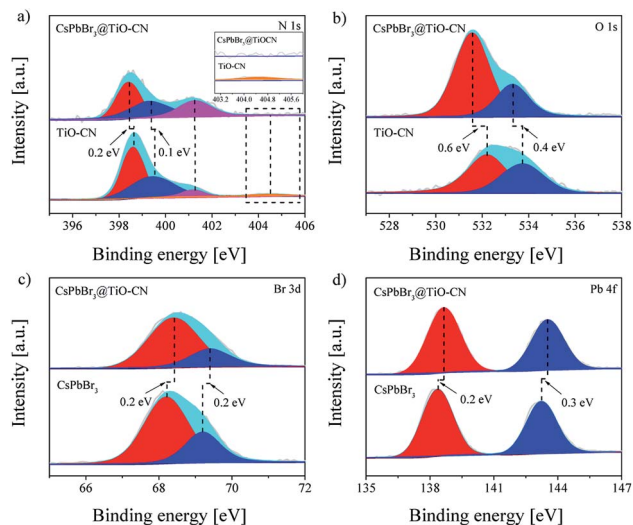 a)
N 1s
CsPbBr₃@TiO-CN
CsPbBr₃@TiOCN
TiO-CN
403.2 404.0 404.8 405.6
TiO-CN
0.2 eV
0.1 eV
Intensity [a.u.]
396 398 400 402 404 406
Binding energy [eV]
b)
O 1s
CsPbBr₃@TiO-CN
TiO-CN
0.6 eV
0.4 eV
Intensity [a.u.]
528 530 532 534 536 538
Binding energy [eV]
c)
CsPbBr₃@TiO-CN
Br 3d
CsPbBr₃
0.2 eV
0.2 eV
Intensity [a.u.]
66 68 70 72
Binding energy [eV]
d)
Pb 4f
CsPbBr₃@TiO-CN
CsPbBr₃
0.2 eV
0.3 eV
Intensity [a.u.]
135 138 141 144 147
Binding energy [eV]